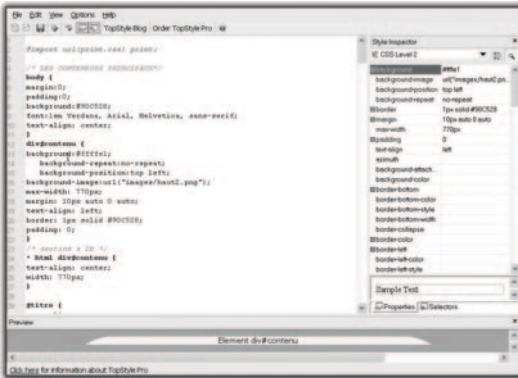 File Edit View Options Help
TopStyle Blog Order TopStyle Pro
@import url(print.css) print;
/* LES CONTENEURS PRINCIPAUX*/
body {
margin:0;
padding:0;
background:#90C528;
font:1em Verdana, Arial, Helvetica, sans-serif;
text-align: center;
}
div#contenu {
background:#ffffe1;
background-repeat:no-repeat;
background-position:top left;
background-image:url("images/haut2.png");
max-width: 770px;
margin: 10px auto 0 auto;
text-align: left;
border: 1px solid #90C528;
padding: 0;
}
* html div#contenu {
text-align: center;
width: 770px;
}
#titre {
Style Inspector
CSS Level 2
background #fffe1
background-image url("images/haut2.pn...
background-position top left
background-repeat no-repeat
border 1px solid #90C528
margin 10px auto 0 auto
max-width 770px
padding 0
text-align left
azimuth
background-attach...
background-color
border-bottom
border-bottom-color
border-bottom-style
border-bottom-width
border-collapse
border-color
border-left
border-left-color
border-left-style
Sample Text
Properties Selectors
Preview
Element div#contenu
Click here for information about TopStyle Pro